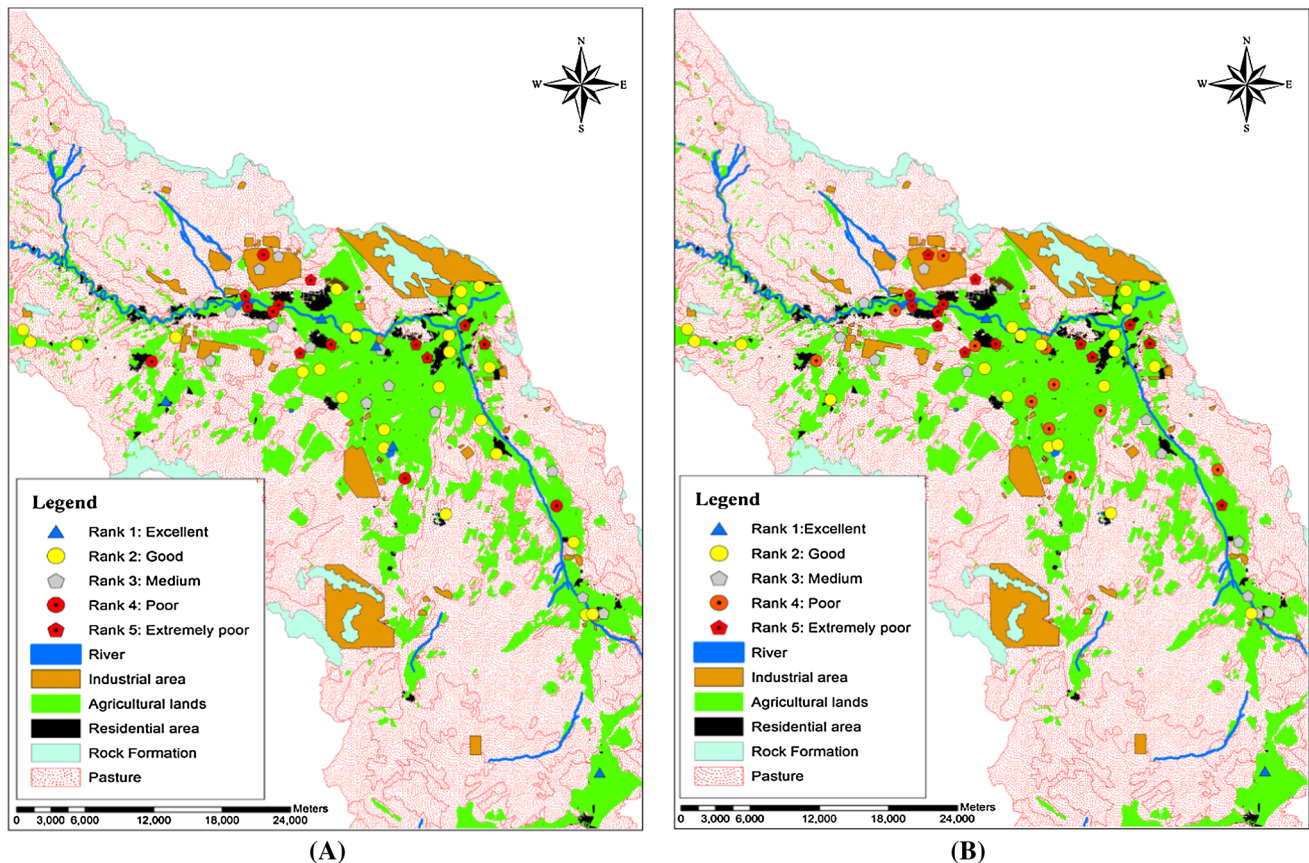 N
W E
S
Legend
Rank 1: Excellent
Rank 2: Good
Rank 3: Medium
Rank 4: Poor
Rank 5: Extremely poor
River
Industrial area
Agricultural lands
Residential area
Rock Formation
Pasture
Meters
0 3,000 6,000 12,000 18,000 24,000
(A)
N
W E
S
Legend
Rank 1:Excellent
Rank 2: Good
Rank 3: Medium
Rank 4: Poor
Rank 5: Extremely poor
River
Industrial area
Agricultural lands
Residential area
Rock Formation
Pasture
Meters
0 3,000 6,000 12,000 18,000 24,000
(B)